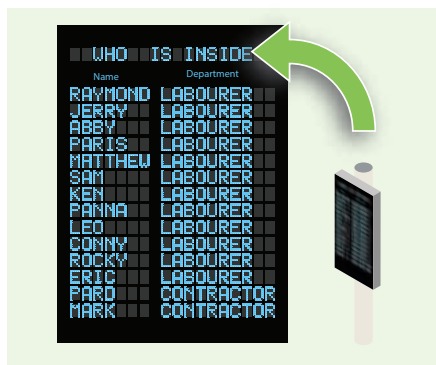 WHO IS INSIDE
Name Department
RAYMOND LABOURER
JERRY LABOURER
ABBY LABOURER
PARIS LABOURER
MATTHEW LABOURER
SAM LABOURER
KEN LABOURER
PANNA LABOURER
LEO LABOURER
CONNY LABOURER
ROCKY LABOURER
ERIC LABOURER
PARO CONTRACTOR
MARK CONTRACTOR